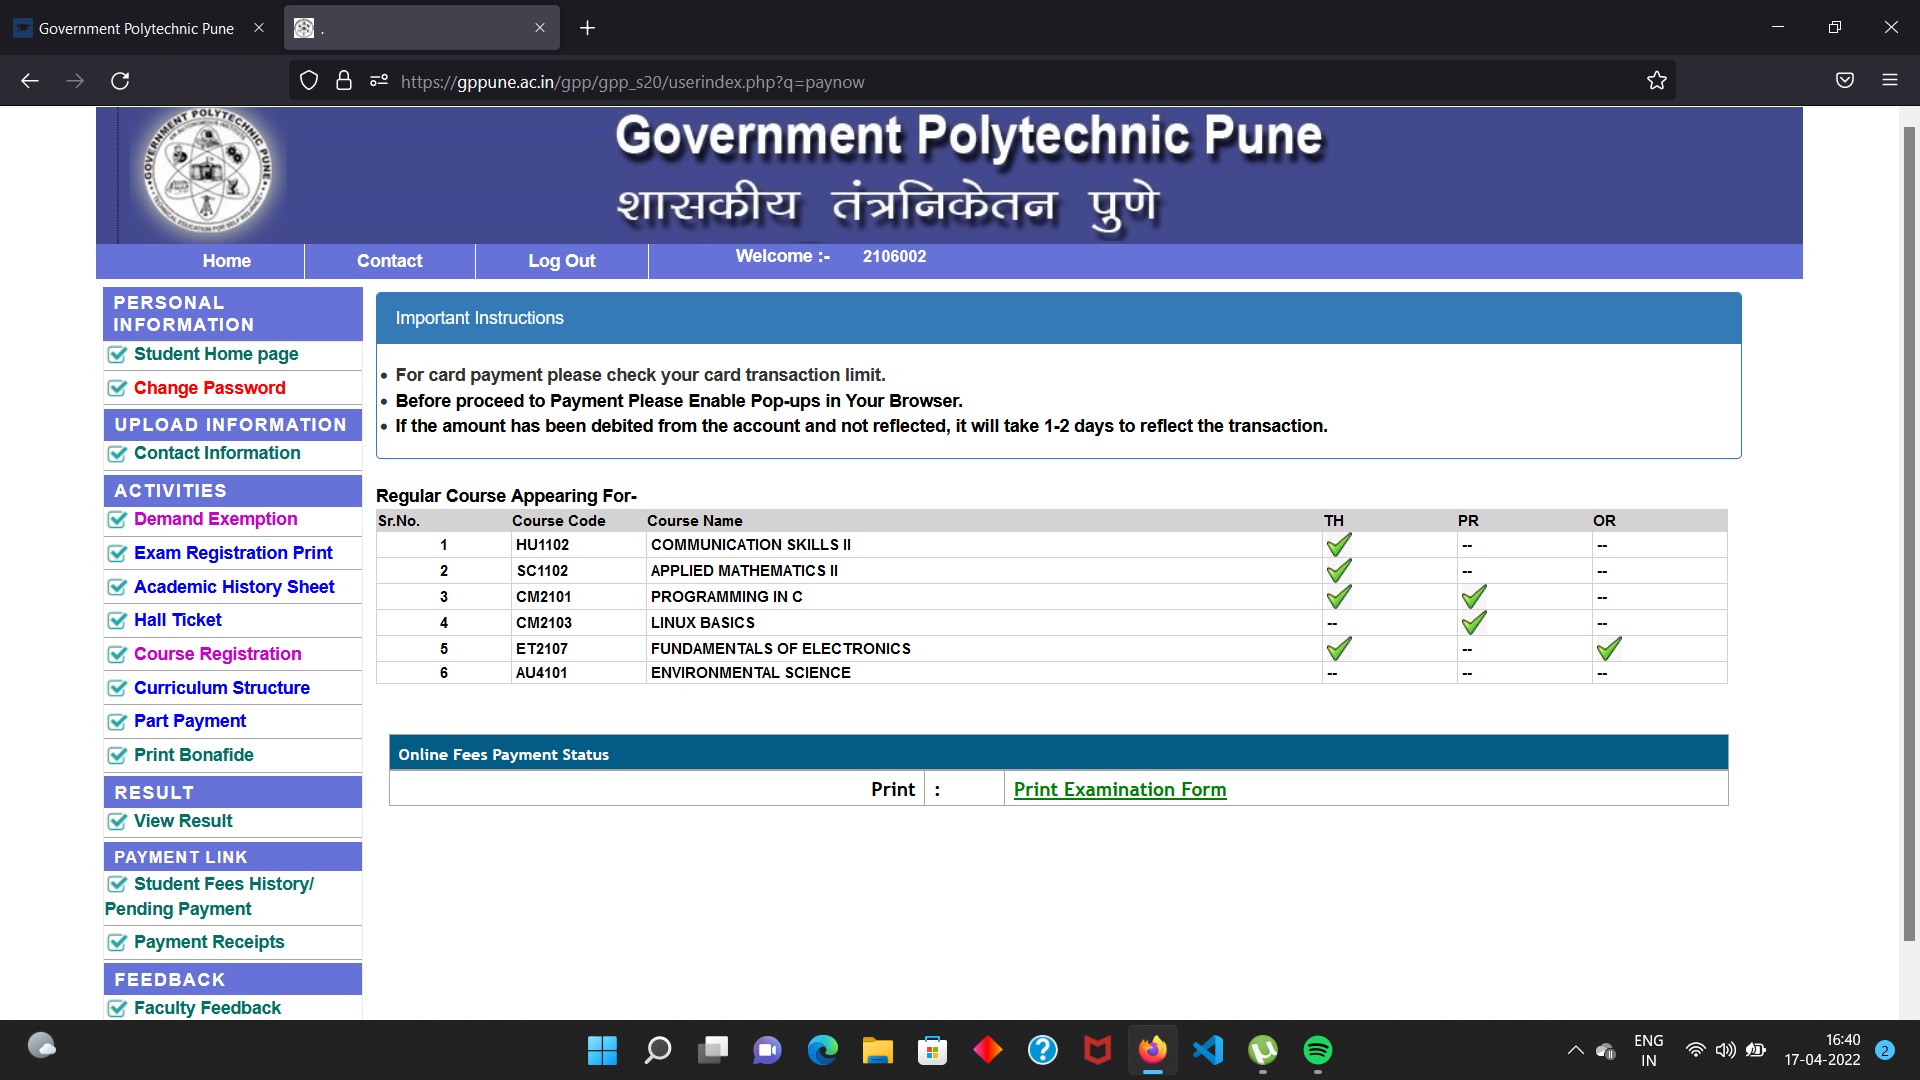 Government Polytechnic Pune
.
https://gppune.ac.in/gpp/gpp_s20/userindex.php?q=paynow
GOVERNMENT POLYTECHNIC PUNE
Government Polytechnic Pune
शासकीय तंत्रनिकेतन पुणे
Home Contact Log Out Welcome :- 2106002
PERSONAL
INFORMATION
Student Home page
Change Password
UPLOAD INFORMATION
Contact Information
ACTIVITIES
Demand Exemption
Exam Registration Print
Academic History Sheet
Hall Ticket
Course Registration
Curriculum Structure
Part Payment
Print Bonafide
RESULT
View Result
PAYMENT LINK
Student Fees History/
Pending Payment
Payment Receipts
FEEDBACK
Faculty Feedback
Important Instructions
• For card payment please check your card transaction limit.
• Before proceed to Payment Please Enable Pop-ups in Your Browser.
• If the amount has been debited from the account and not reflected, it will take 1-2 days to reflect the transaction.
Regular Course Appearing For-
Sr.No. Course Code Course Name TH PR OR
1 HU1102 COMMUNICATION SKILLS II -- --
2 SC1102 APPLIED MATHEMATICS II -- --
3 CM2101 PROGRAMMING IN C --
4 CM2103 LINUX BASICS -- --
5 ET2107 FUNDAMENTALS OF ELECTRONICS --
6 AU4101 ENVIRONMENTAL SCIENCE -- -- --
Online Fees Payment Status
Print : Print Examination Form
ENG
IN
16:40
17-04-2022
2